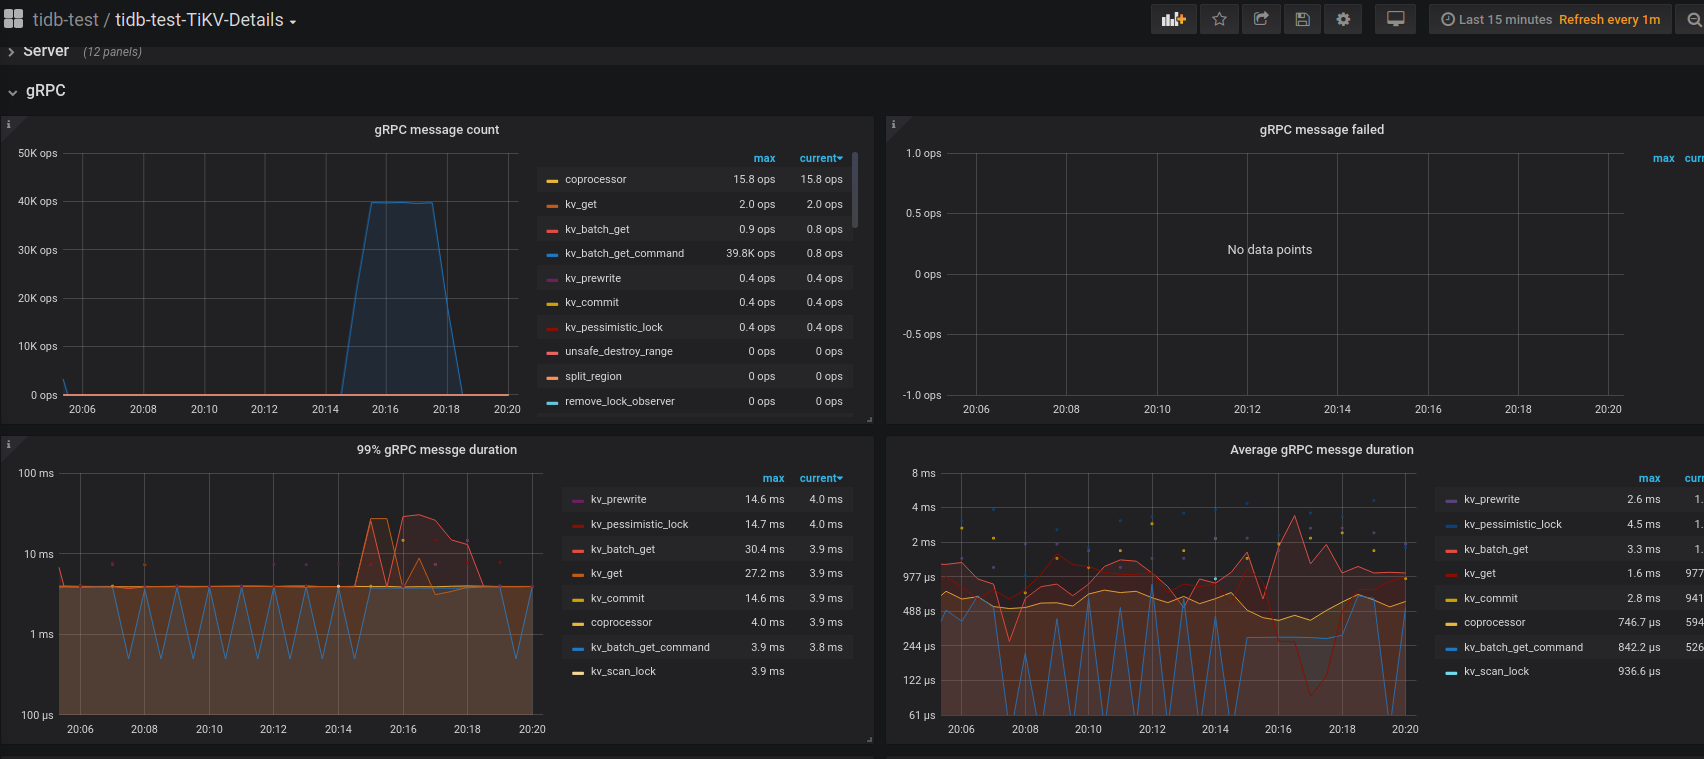 tidb-test / tidb-test-TiKV-Details
Last 15 minutes Refresh every 1m
Server (12 panels)
gRPC
gRPC message count
50K ops
40K ops
30K ops
20K ops
10K ops
0 ops
20:06 20:08 20:10 20:12 20:14 20:16 20:18 20:20
max current
coprocessor 15.8 ops 15.8 ops
kv_get 2.0 ops 2.0 ops
kv_batch_get 0.9 ops 0.8 ops
kv_batch_get_command 39.8K ops 0.8 ops
kv_prewrite 0.4 ops 0.4 ops
kv_commit 0.4 ops 0.4 ops
kv_pessimistic_lock 0.4 ops 0.4 ops
unsafe_destroy_range 0 ops 0 ops
split_region 0 ops 0 ops
remove_lock_observer 0 ops 0 ops
gRPC message failed
1.0 ops
0.5 ops
0 ops
-0.5 ops
-1.0 ops
No data points
20:06 20:08 20:10 20:12 20:14 20:16 20:18 20:20
max curr
99% gRPC messge duration
100 ms
10 ms
1 ms
100 µs
20:06 20:08 20:10 20:12 20:14 20:16 20:18 20:20
max current
kv_prewrite 14.6 ms 4.0 ms
kv_pessimistic_lock 14.7 ms 4.0 ms
kv_batch_get 30.4 ms 3.9 ms
kv_get 27.2 ms 3.9 ms
kv_commit 14.6 ms 3.9 ms
coprocessor 4.0 ms 3.9 ms
kv_batch_get_command 3.9 ms 3.8 ms
kv_scan_lock 3.9 ms
Average gRPC messge duration
8 ms
4 ms
2 ms
977 µs
488 µs
244 µs
122 µs
61 µs
20:06 20:08 20:10 20:12 20:14 20:16 20:18 20:20
max curr
kv_prewrite 2.6 ms 1.
kv_pessimistic_lock 4.5 ms 1.
kv_batch_get 3.3 ms 1.
kv_get 1.6 ms 977
kv_commit 2.8 ms 941
coprocessor 746.7 µs 594
kv_batch_get_command 842.2 µs 526
kv_scan_lock 936.6 µs